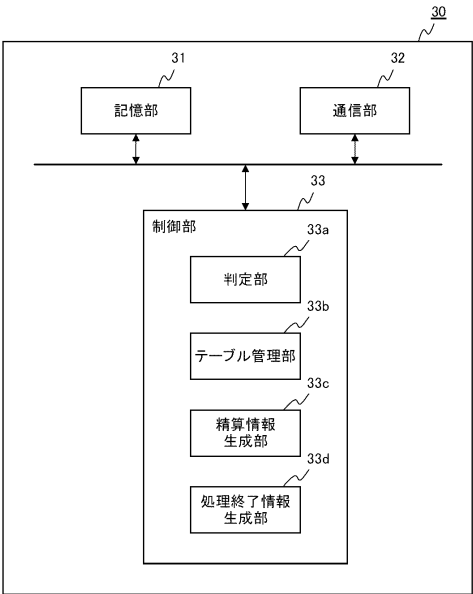 30
31
32
記憶部
通信部
33
制御部
33a
判定部
33b
テーブル管理部
33c
精算情報
生成部
33d
処理終了情報
生成部